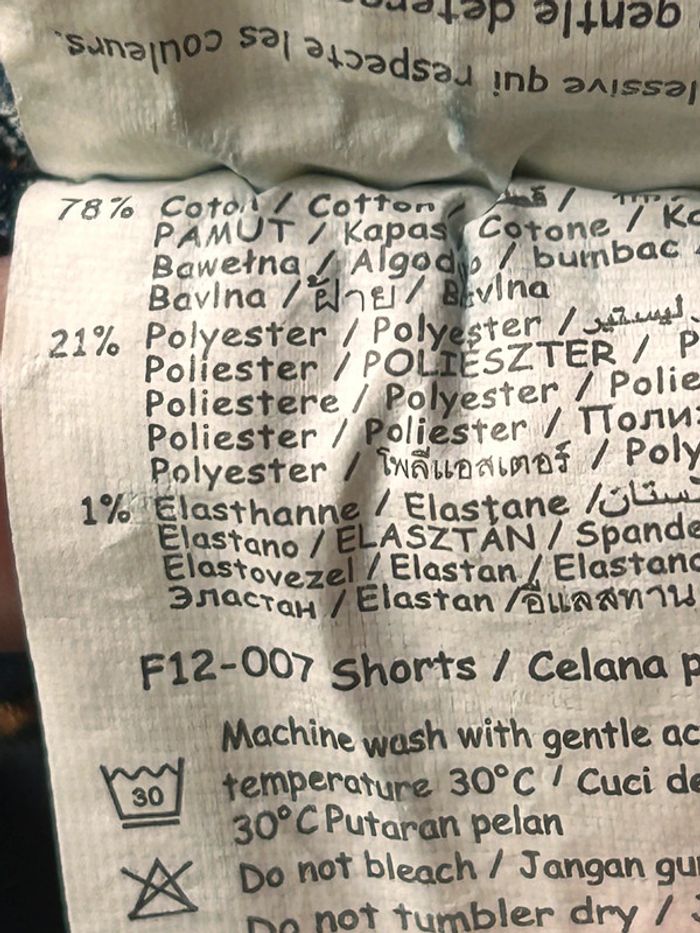 gentle
lessive qui respecte les couleurs.
78% Coton / Cotton / /
PAMUT / Kapas Cotone /
Bawełna / / bumbac
Bavlna / ฝ้าย / Bavlna
21% Polyester / Polyester /
Poliester / POLIÉSZTER / P
Poliestere / Polyester / Polie
Poliester / Poliester / Поли
Polyester / โพลีแอสเตอร์ / Poly
1% Elasthanne / Elastane /
Elastano / ELASZTÁN / Spande
Elastovezel / Elastan / Elastano
Эластан / Elastan /อีแลสทาน
F12-007 Shorts / Celana p
Machine wash with gentle ac
30 temperature 30°C / Cuci de
30°C Putaran pelan
Do not bleach / Jangan gu
Do not tumbler dry /